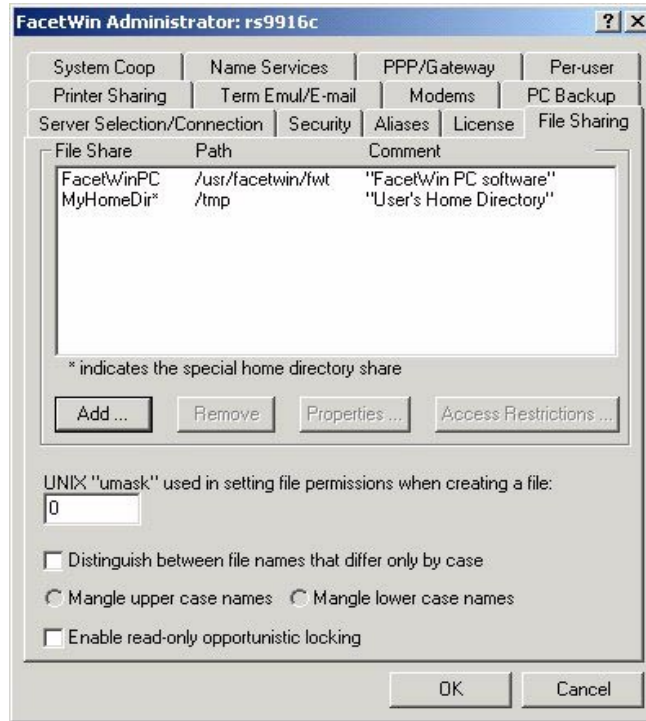 FacetWin Administrator: rs9916c
System Coop Name Services PPP/Gateway Per-user
Printer Sharing Term Emul/E-mail Modems PC Backup
Server Selection/Connection Security Aliases License File Sharing
File Share Path Comment
FacetWinPC /usr/facetwin/fwt "FacetWin PC software"
MyHomeDir* /tmp "User's Home Directory"
* indicates the special home directory share
Add ... Remove Properties ... Access Restrictions ...
UNIX "umask" used in setting file permissions when creating a file:
0
Distinguish between file names that differ only by case
Mangle upper case names Mangle lower case names
Enable read-only opportunistic locking
OK Cancel